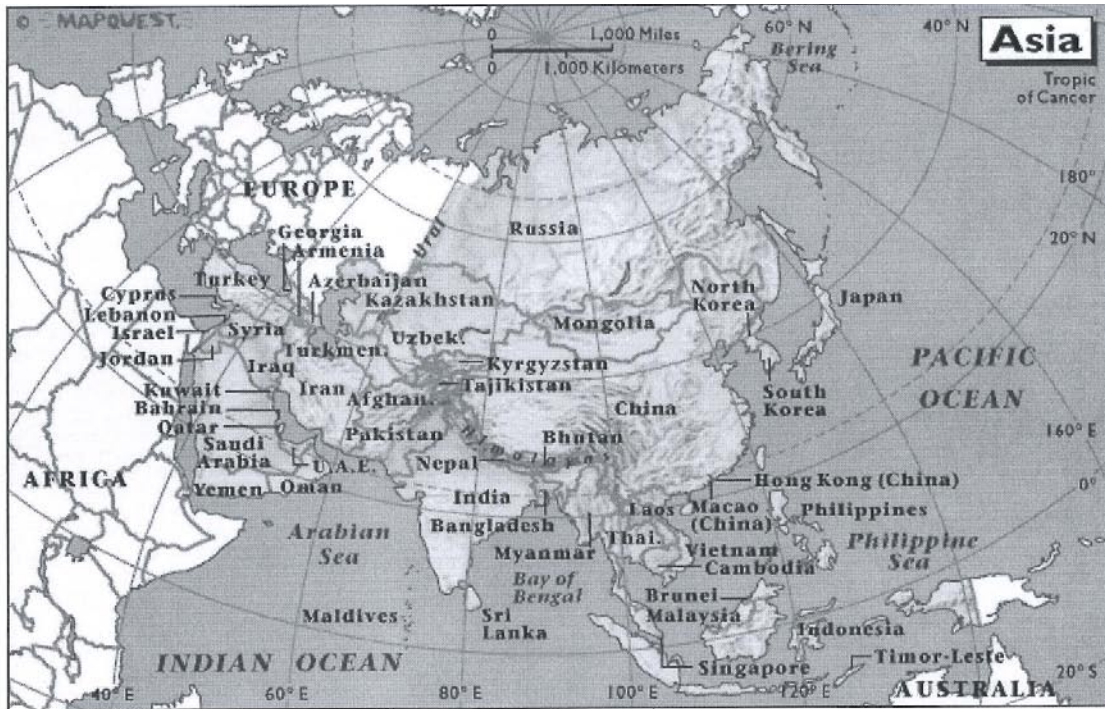 © MAPQUEST
0 1,000 Miles
0 1,000 Kilometers
60° N
40° N
Asia
Bering
Sea
Tropic
of Cancer
EUROPE
180°
Ural
Russia
Georgia
Armenia
20° N
Turkey
Azerbaijan
North
Korea
Japan
Cyprus
Kazakhstan
Lebanon
Mongolia
Israel
Syria
Uzbek.
Jordan
Turkmen.
Kyrgyzstan
PACIFIC
OCEAN
Iraq
Iran
Tajikistan
Kuwait
Afghan.
South
Korea
Bahrain
China
Qatar
Himalayas
Bhutan
160° E
Pakistan
Saudi
Arabia
U.A.E.
Nepal
AFRICA
Hong Kong (China)
0°
Yemen
Oman
India
Laos
Macao
(China)
Philippines
Bangladesh
Arabian
Sea
Thai.
Philippine
Sea
Myanmar
Vietnam
Cambodia
Bay of
Bengal
Brunei
Malaysia
Maldives
Sri
Lanka
Indonesia
INDIAN OCEAN
Singapore
Timor-Leste
20° S
40° E
60° E
80° E
100° E
120° E
AUSTRALIA